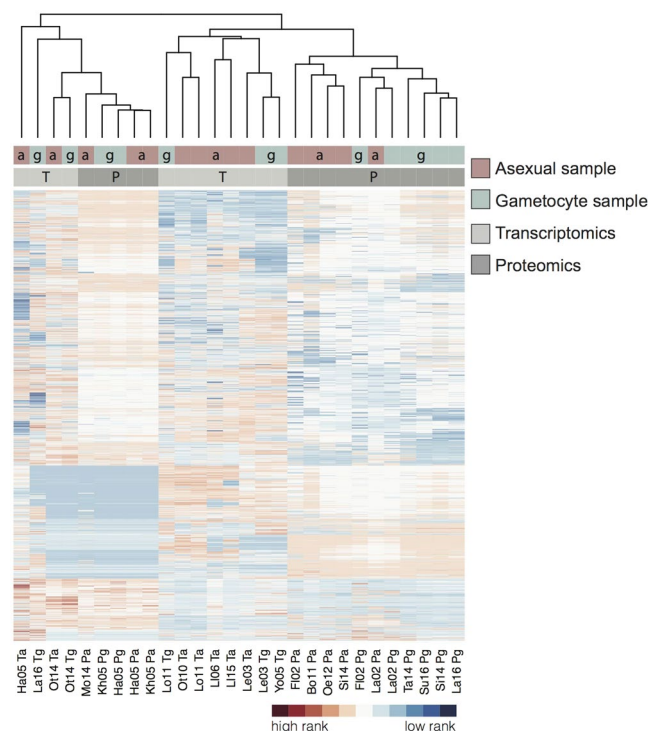 a g a g a g a g a g a g a g
T P T P
Asexual sample
Gametocyte sample
Transcriptomics
Proteomics
Ha05 Ta
La16 Tg
Ot14 Ta
Ot14 Tg
Mo14 Pa
Kh05 Pg
Ha05 Pg
Ha05 Pa
Kh05 Pa
Lo11 Tg
Ot10 Ta
Lo11 Ta
Ll06 Ta
Ll15 Ta
Le03 Ta
Le03 Tg
Yo05 Tg
Fl02 Pa
Bo11 Pa
Oe12 Pa
Si14 Pa
Fl02 Pg
La02 Pa
La02 Pg
Ta14 Pg
Su16 Pg
Si14 Pg
La16 Pg
high rank low rank